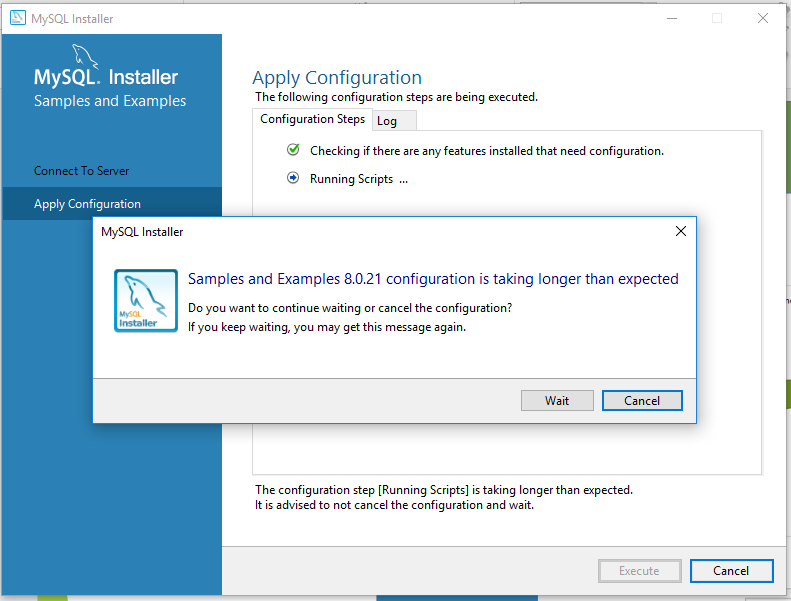 MySQL Installer
MySQL. Installer
Samples and Examples
Connect To Server
Apply Configuration
Apply Configuration
The following configuration steps are being executed.
Configuration Steps
Log
Checking if there are any features installed that need configuration.
Running Scripts ...
MySQL Installer
MySQL
Installer
Samples and Examples 8.0.21 configuration is taking longer than expected
Do you want to continue waiting or cancel the configuration?
If you keep waiting, you may get this message again.
Wait
Cancel
The configuration step [Running Scripts] is taking longer than expected.
It is advised to not cancel the configuration and wait.
Execute
Cancel